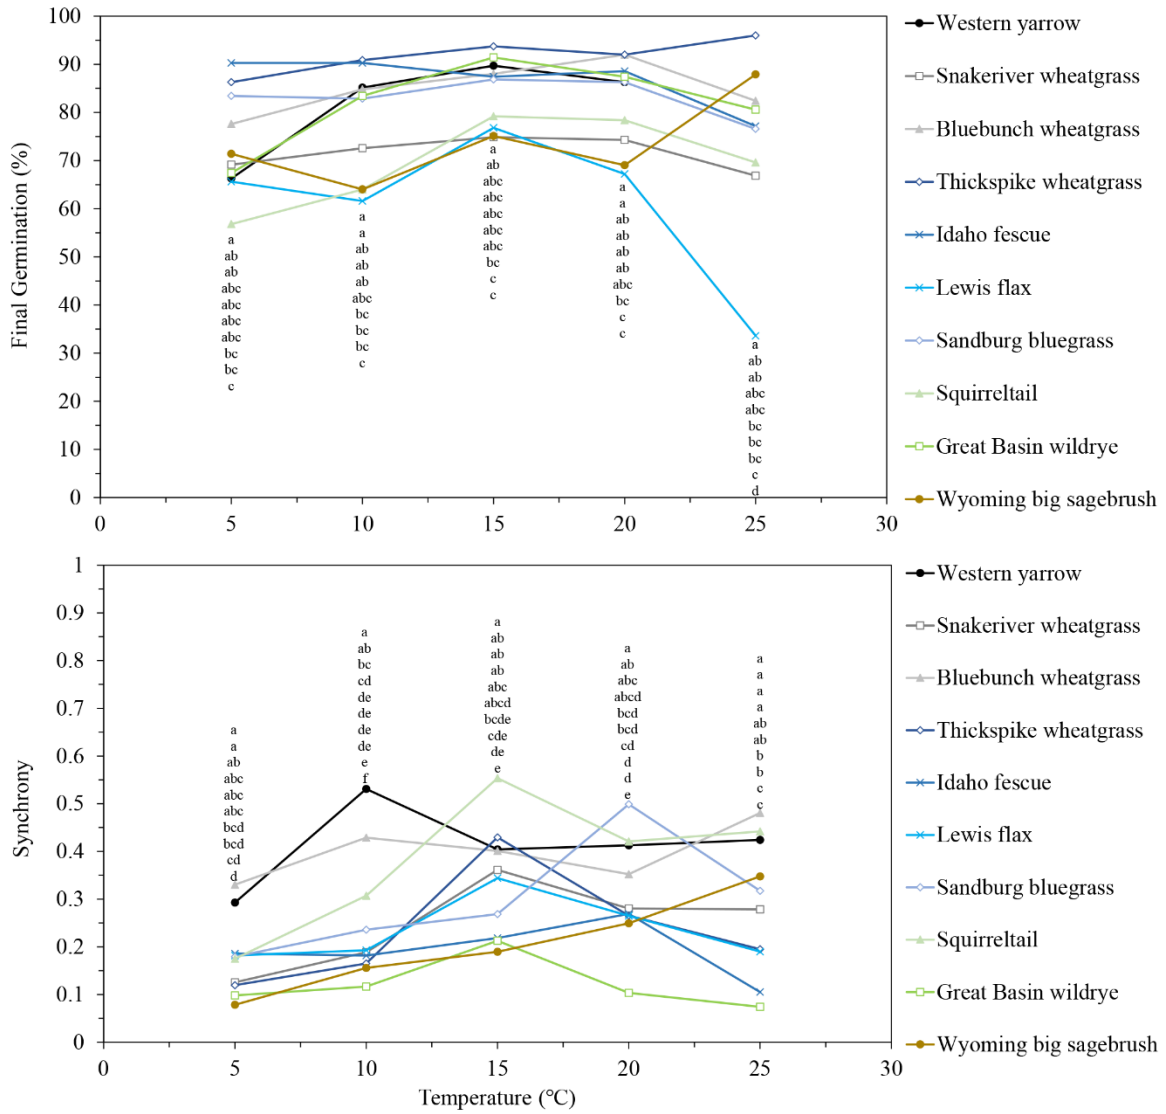 100
90
80
70
60
50
40
30
20
10
0
Final Germination (%)
a
ab
ab
abc
abc
abc
abc
bc
bc
c
a
a
ab
ab
ab
abc
bc
bc
bc
c
a
ab
abc
abc
abc
abc
abc
bc
c
c
a
a
ab
ab
ab
ab
abc
bc
c
c
a
ab
ab
abc
abc
bc
bc
bc
c
d
0
5
10
15
20
25
30
Western yarrow
Snakeriver wheatgrass
Bluebunch wheatgrass
Thickspike wheatgrass
Idaho fescue
Lewis flax
Sandburg bluegrass
Squirreltail
Great Basin wildrye
Wyoming big sagebrush
1
0.9
0.8
0.7
0.6
0.5
0.4
0.3
0.2
0.1
0
Synchrony
a
a
ab
abc
abc
abc
bcd
bcd
cd
d
a
ab
bc
cd
de
de
de
de
e
f
a
ab
ab
ab
abc
abcd
bcde
cde
de
e
a
ab
abc
abcd
bcd
bcd
cd
d
d
e
a
a
a
a
ab
ab
b
b
c
c
0
5
10
15
20
25
30
Temperature (°C)
Western yarrow
Snakeriver wheatgrass
Bluebunch wheatgrass
Thickspike wheatgrass
Idaho fescue
Lewis flax
Sandburg bluegrass
Squirreltail
Great Basin wildrye
Wyoming big sagebrush